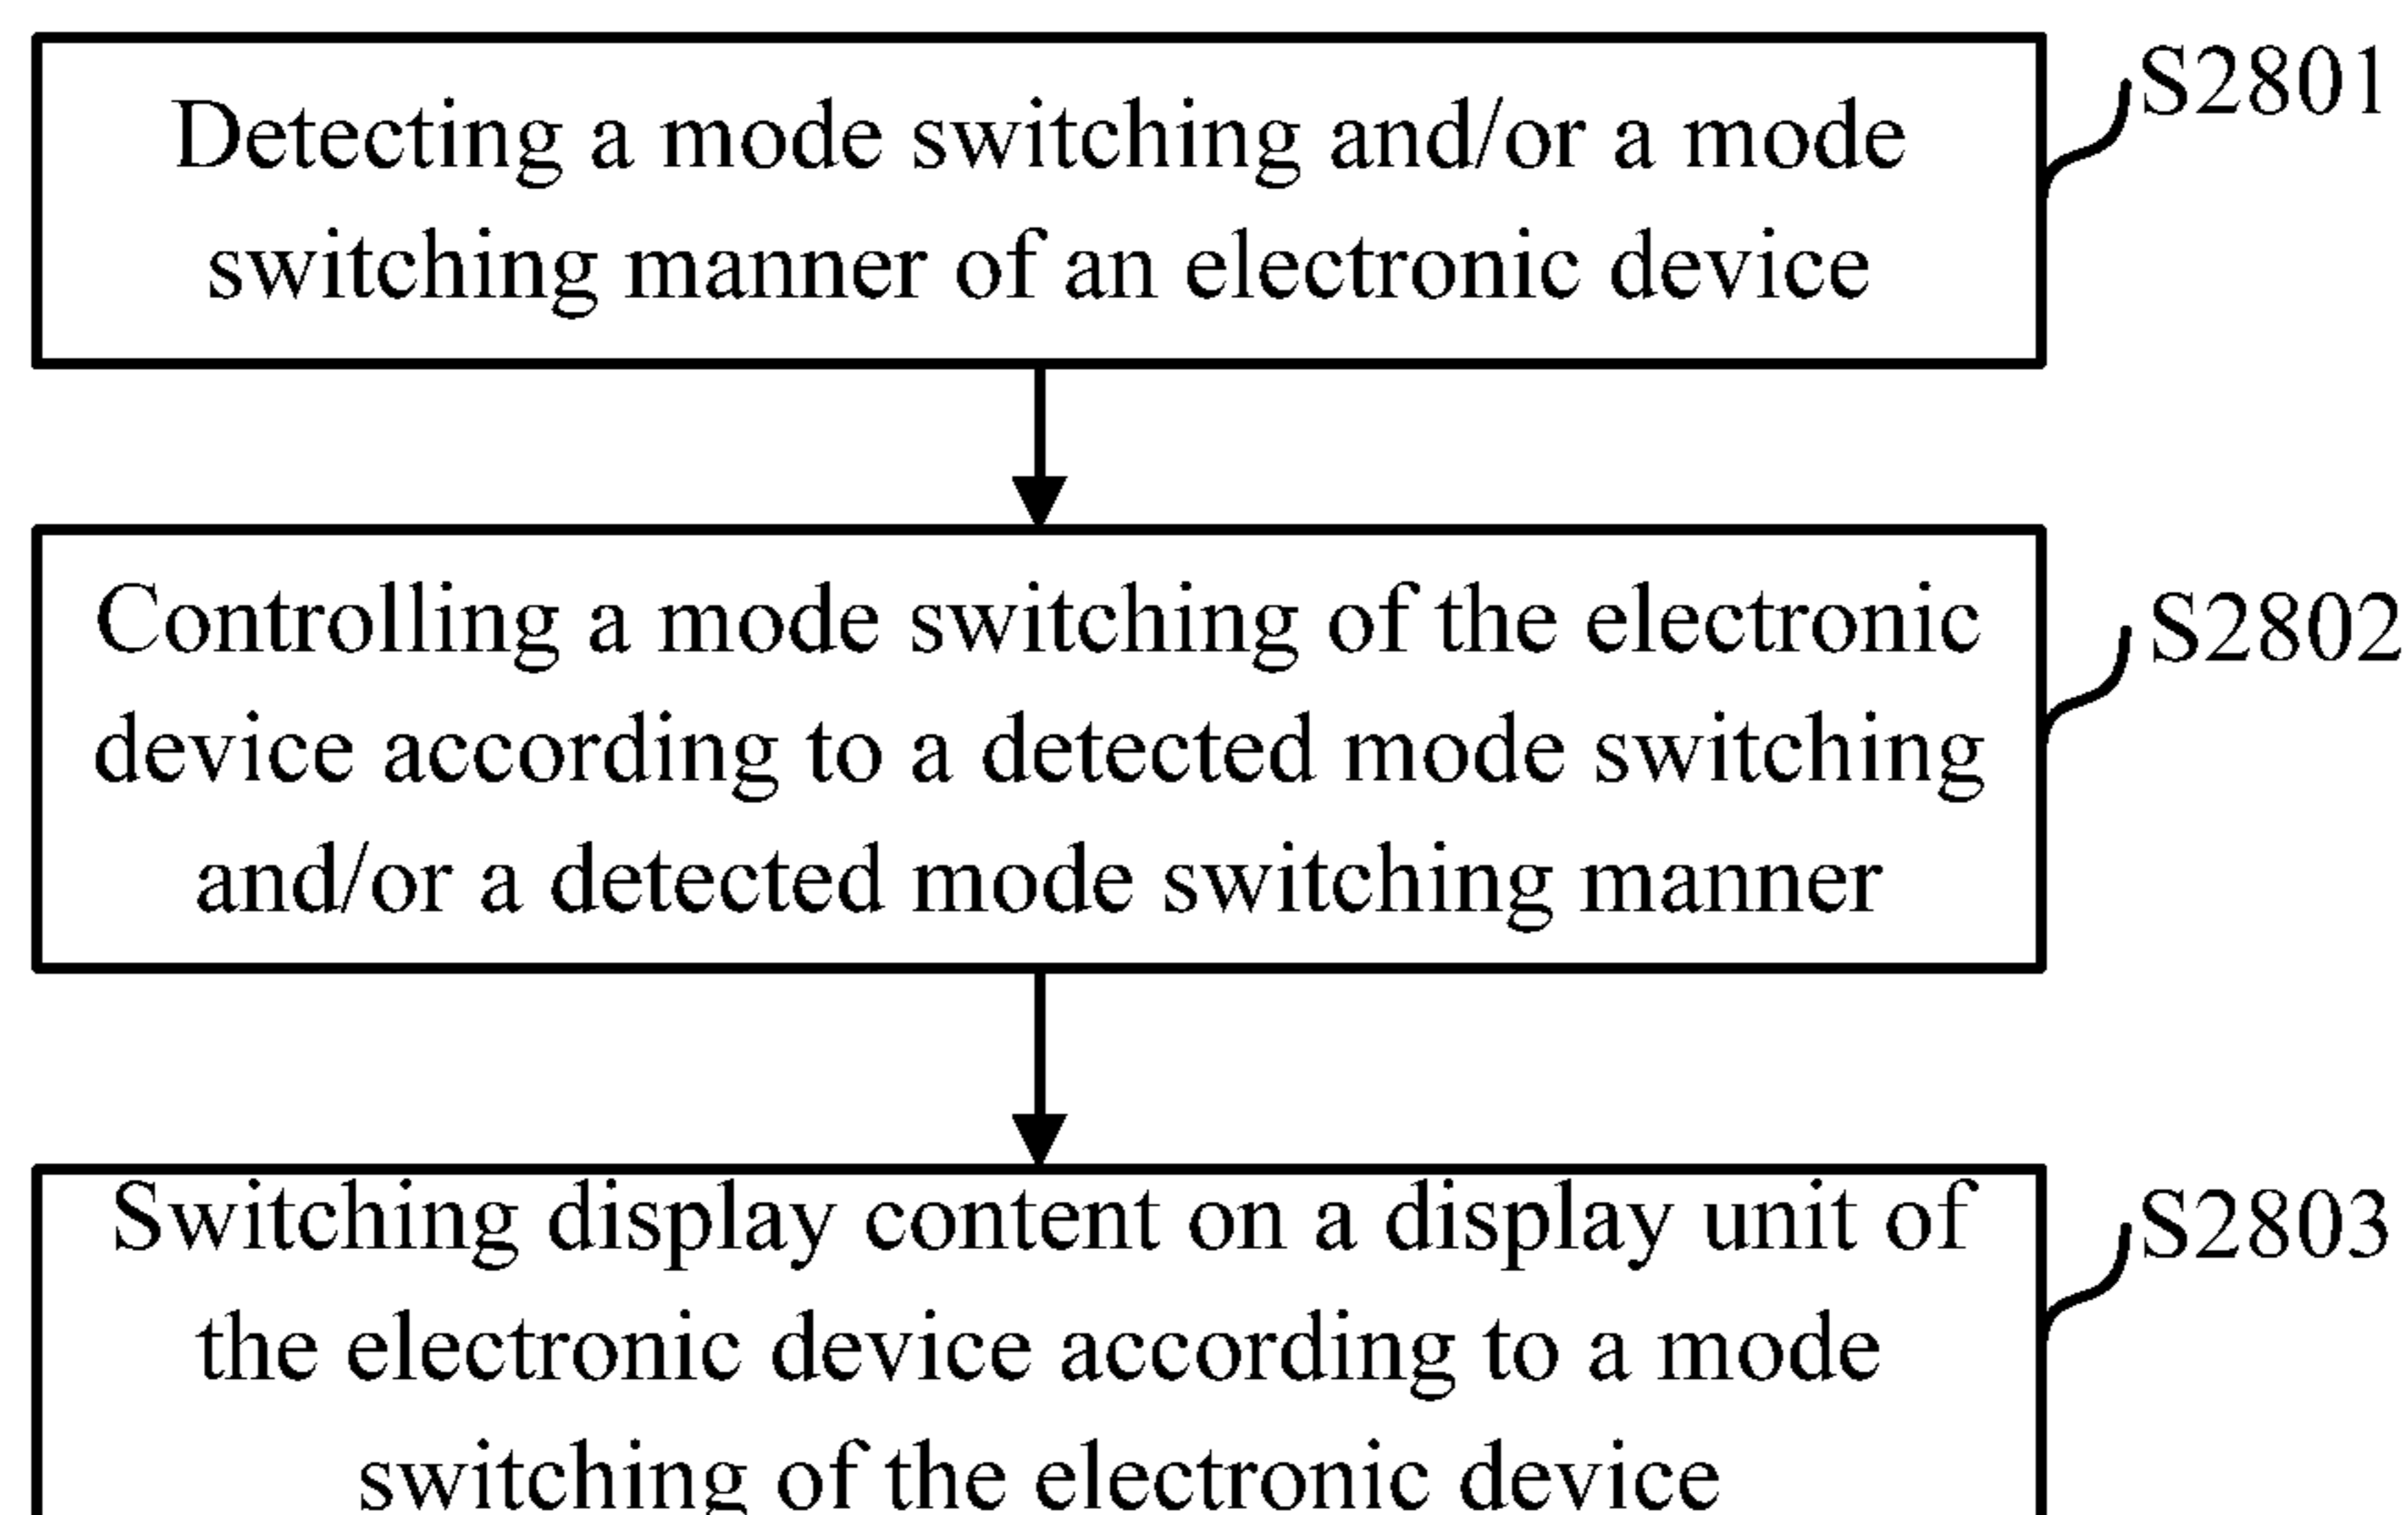 Detecting a mode switching and/or a mode
switching manner of an electronic device
S2801
Controlling a mode switching of the electronic
device according to a detected mode switching
and/or a detected mode switching manner
S2802
Switching display content on a display unit of
the electronic device according to a mode
switching of the electronic device
S2803